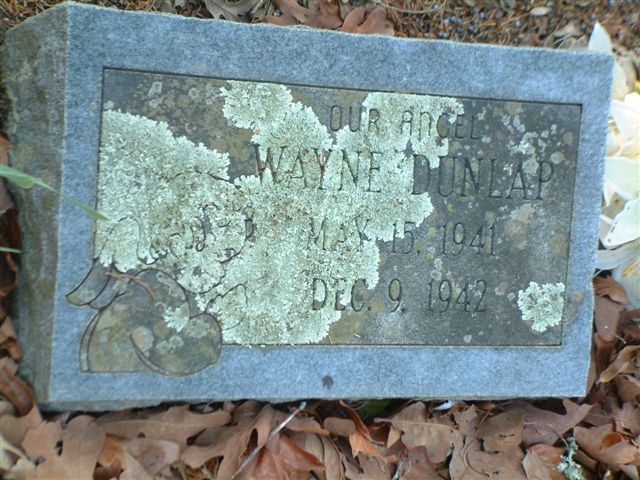 OUR ANGEL
WAYNE DUNLAP
MAY 15, 1941
DEC. 9, 1942